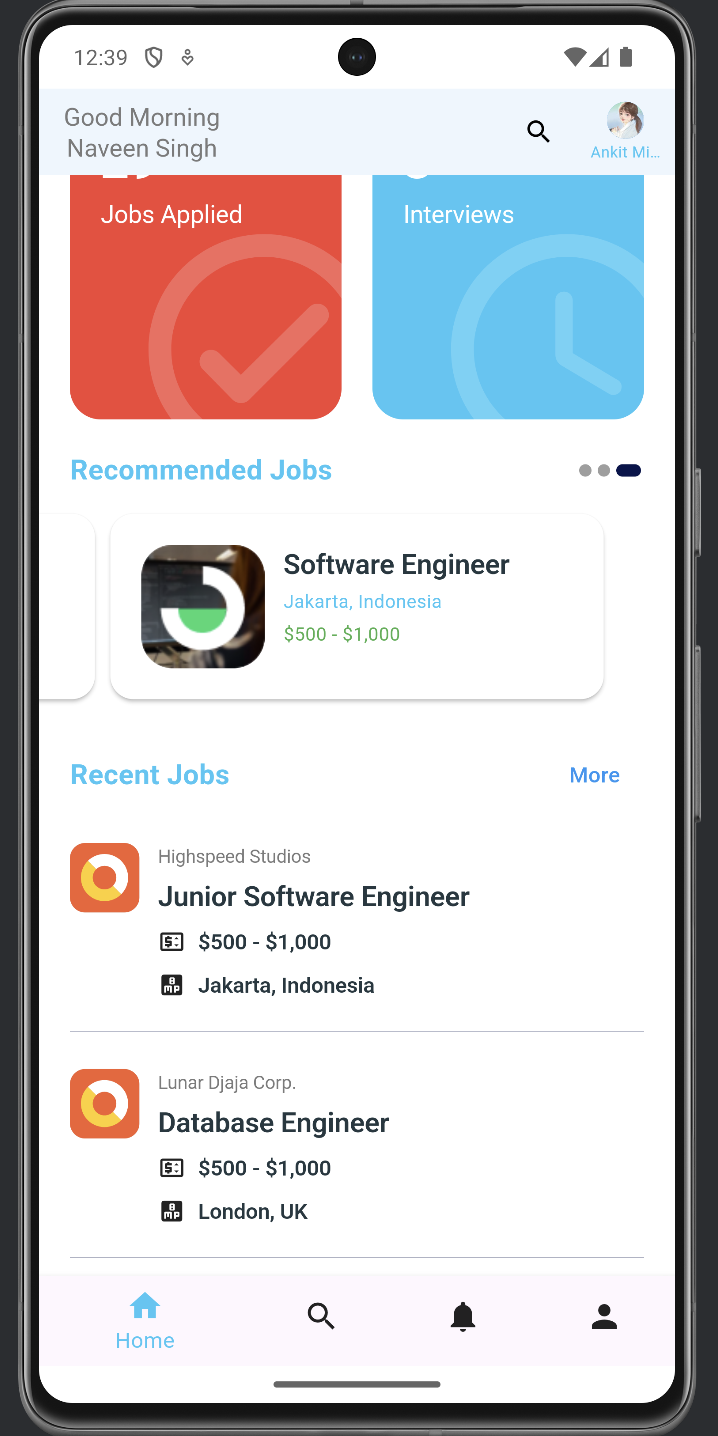 12:39
Good Morning
Naveen Singh
Ankit Mi...
Jobs Applied
Interviews
Recommended Jobs
Software Engineer
Jakarta, Indonesia
$500 - $1,000
Recent Jobs
More
Highspeed Studios
Junior Software Engineer
$500 - $1,000
Jakarta, Indonesia
Lunar Djaja Corp.
Database Engineer
$500 - $1,000
London, UK
Home